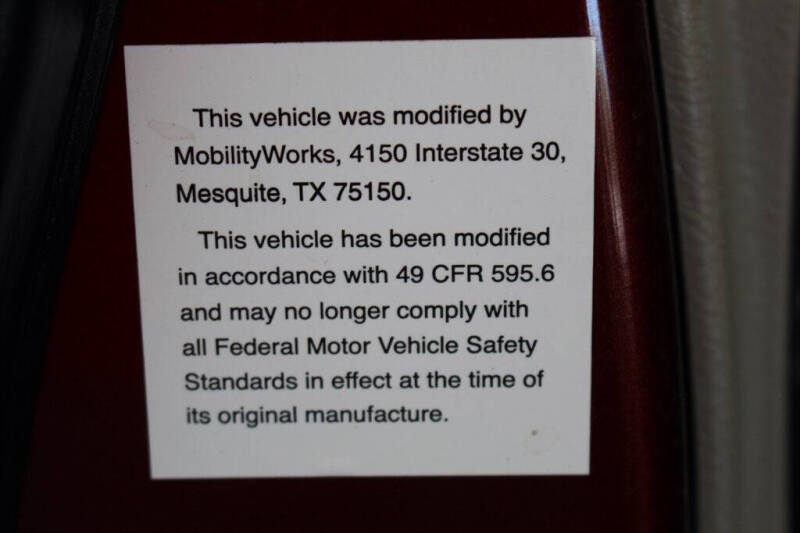 This vehicle was modified by
MobilityWorks, 4150 Interstate 30,
Mesquite, TX 75150.
This vehicle has been modified
in accordance with 49 CFR 595.6
and may no longer comply with
all Federal Motor Vehicle Safety
Standards in effect at the time of
its original manufacture.